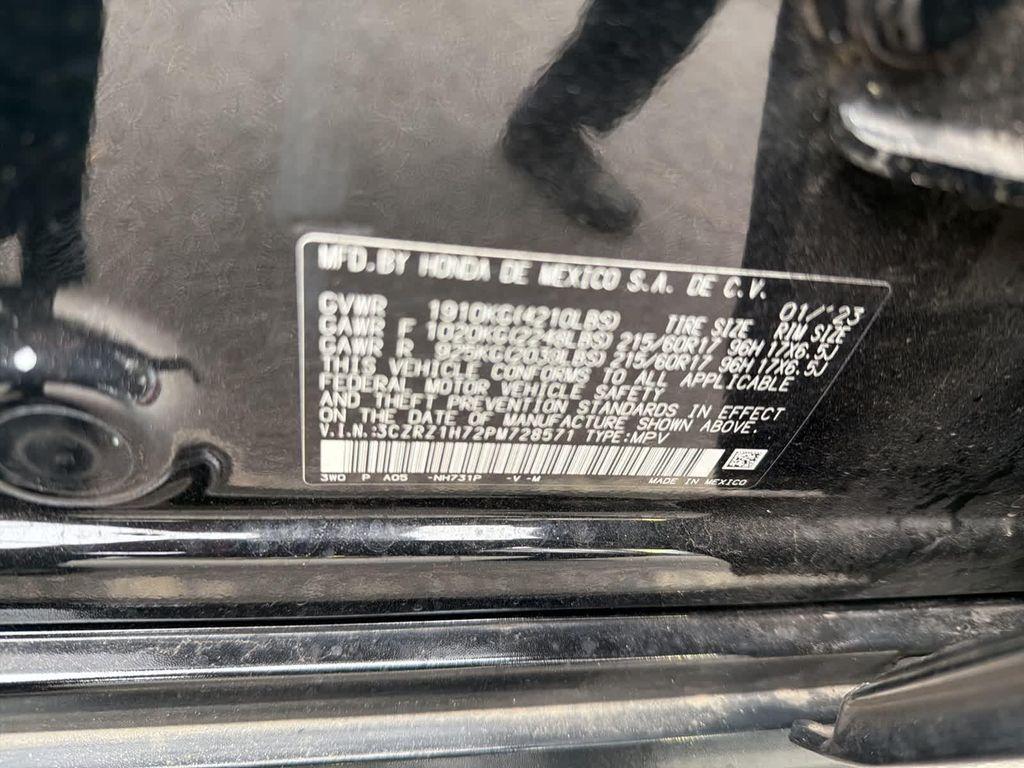 MFD.BY HONDA DE MEXICO S.A. DE C.V.
01/'23
GVWR 1910KG(4210LBS) TIRE SIZE RIM SIZE
GAWR F 1020KG(2248LBS) 215/60R17 96H 17X6.5J
GAWR R 925KG(2039LBS) 215/60R17 96H 17X6.5J
THIS VEHICLE CONFORMS TO ALL APPLICABLE
FEDERAL MOTOR VEHICLE SAFETY
AND THEFT PREVENTION STANDARDS IN EFFECT
ON THE DATE OF MANUFACTURE SHOWN ABOVE.
V.I.N.:3CZRZ1H72PM728571 TYPE:MPV
3W0 P A05 -NH731P -V -M MADE IN MEXICO